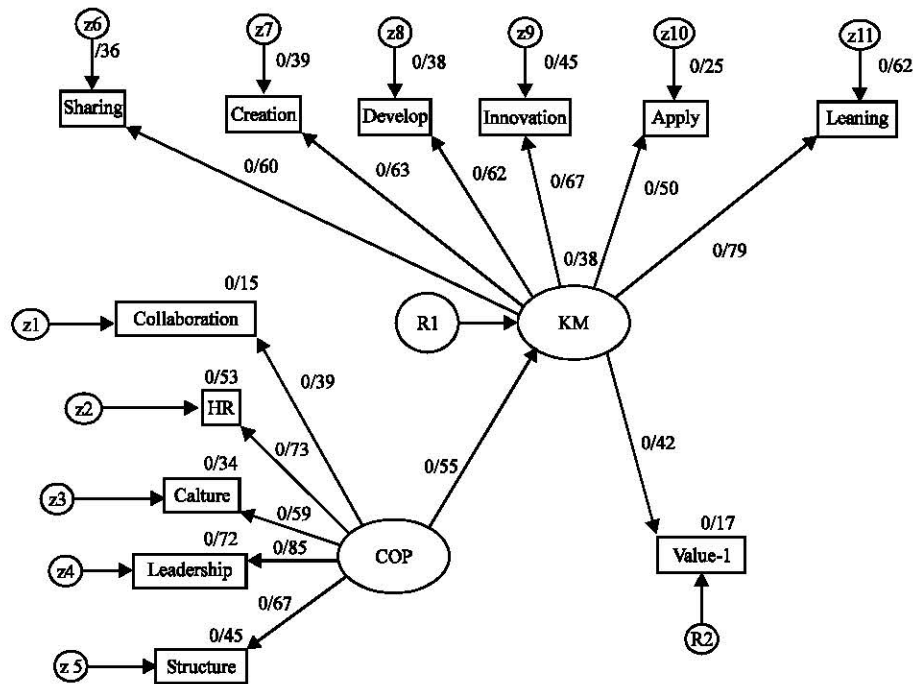 z6
z7
z8
z9
z10
z11
/36
0/39
0/38
0/45
0/25
0/62
Sharing
Creation
Develop
Innovation
Apply
Leaning
0/60
0/63
0/62
0/67
0/50
0/79
0/38
R1
KM
0/15
z1
Collaboration
0/39
0/53
z2
HR
0/73
0/55
0/42
0/34
z3
Calture
0/59
0/72
z4
Leadership
0/85
COP
0/17
Value-1
0/67
0/45
z 5
Structure
R2